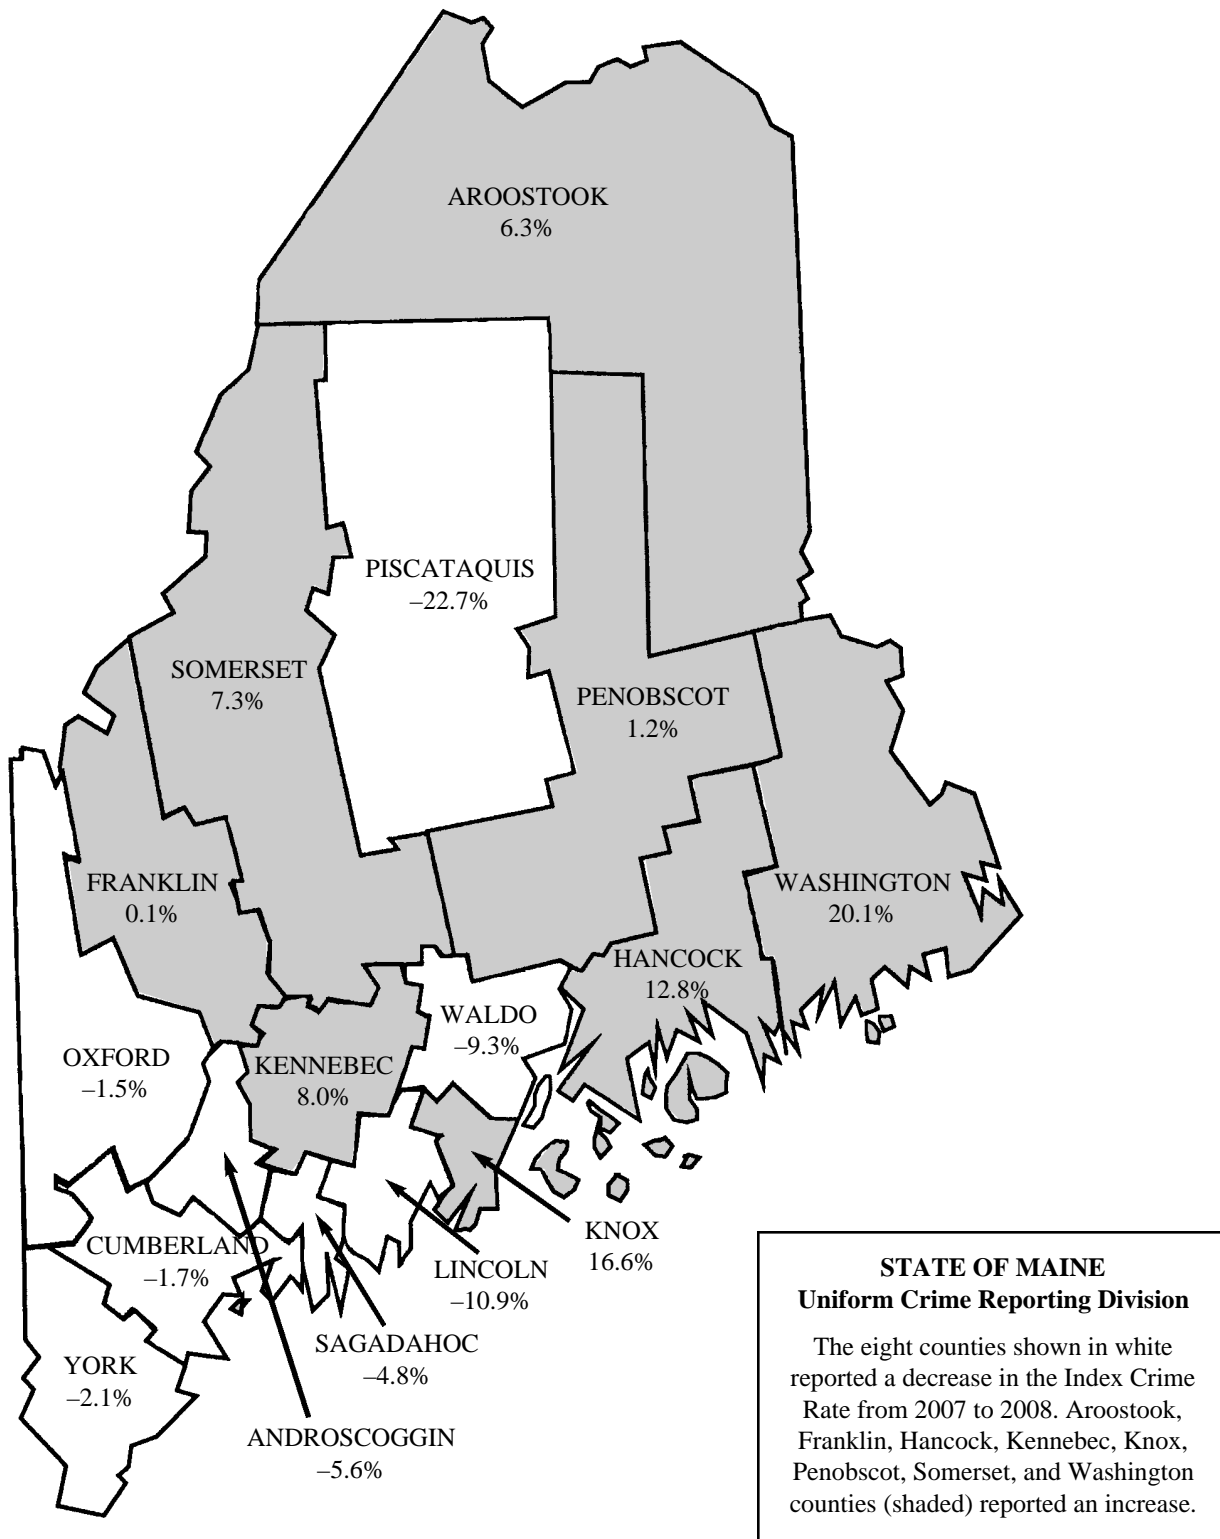 AROOSTOOK
6.3%
PISCATAQUIS
–22.7%
SOMERSET
7.3%
PENOBSCOT
1.2%
FRANKLIN
0.1%
WASHINGTON
20.1%
HANCOCK
12.8%
WALDO
–9.3%
OXFORD
–1.5%
KENNEBEC
8.0%
KNOX
16.6%
CUMBERLAND
–1.7%
LINCOLN
–10.9%
SAGADAHOC
–4.8%
YORK
–2.1%
ANDROSCOGGIN
–5.6%
STATE OF MAINE
Uniform Crime Reporting Division
The eight counties shown in white
reported a decrease in the Index Crime
Rate from 2007 to 2008. Aroostook,
Franklin, Hancock, Kennebec, Knox,
Penobscot, Somerset, and Washington
counties (shaded) reported an increase.